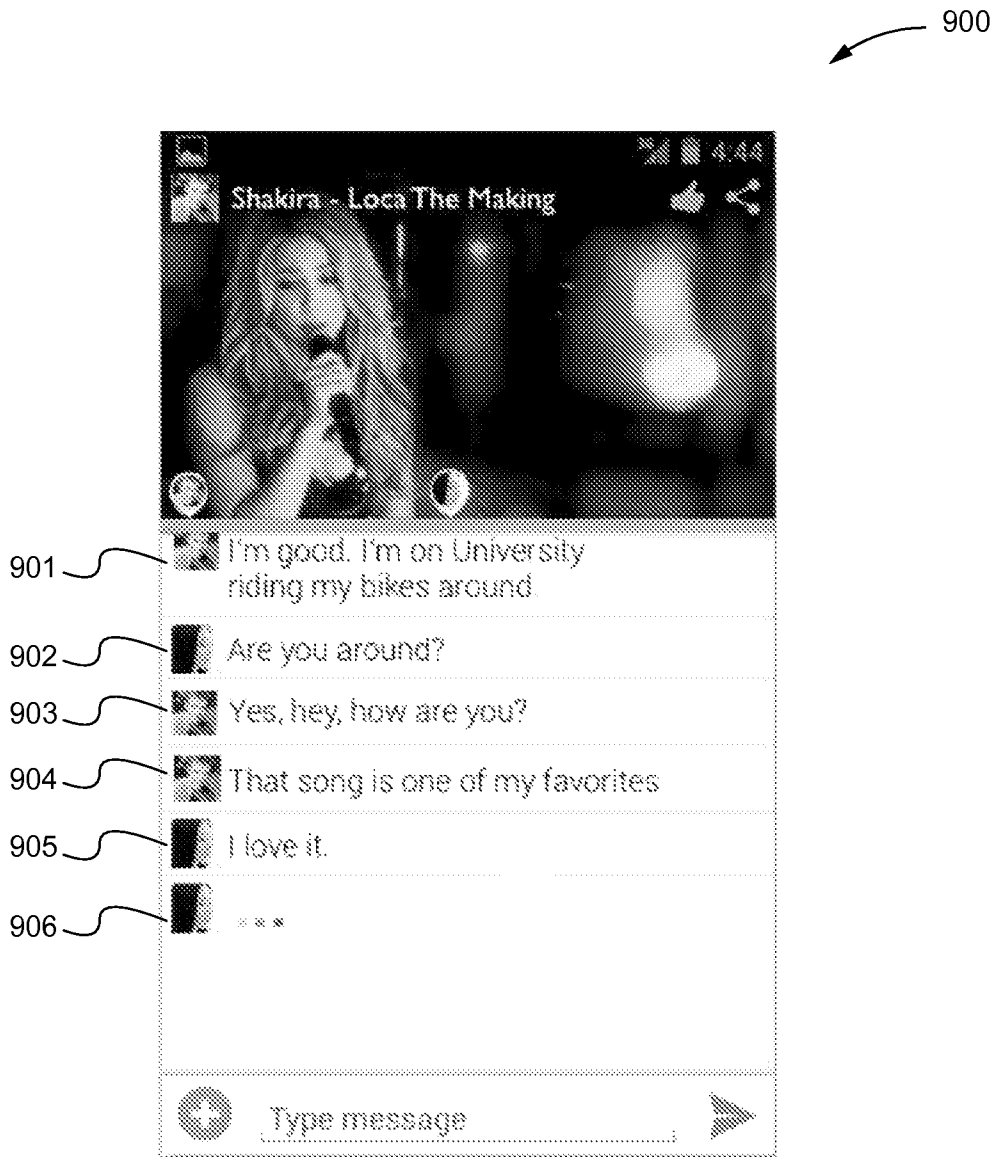 900
4:44
Shakira - Loca The Making
901
I'm good. I'm on University
riding my bikes around.
902
Are you around?
903
Yes, hey, how are you?
904
That song is one of my favorites
905
I love it.
906
...
Type message